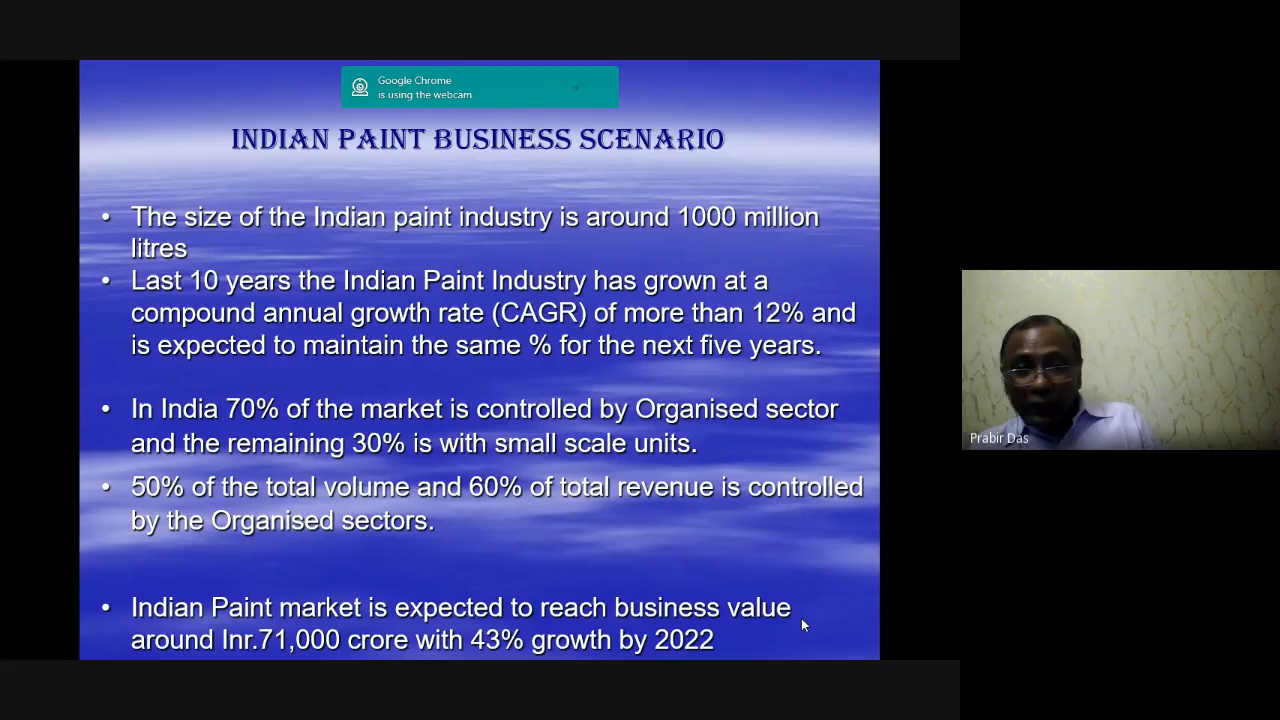 Google Chrome
is using the webcam
INDIAN PAINT BUSINESS SCENARIO
• The size of the Indian paint industry is around 1000 million
litres
• Last 10 years the Indian Paint Industry has grown at a
compound annual growth rate (CAGR) of more than 12% and
is expected to maintain the same % for the next five years.
• In India 70% of the market is controlled by Organised sector
and the remaining 30% is with small scale units.
• 50% of the total volume and 60% of total revenue is controlled
by the Organised sectors.
• Indian Paint market is expected to reach business value
around Inr.71,000 crore with 43% growth by 2022
Prabir Das